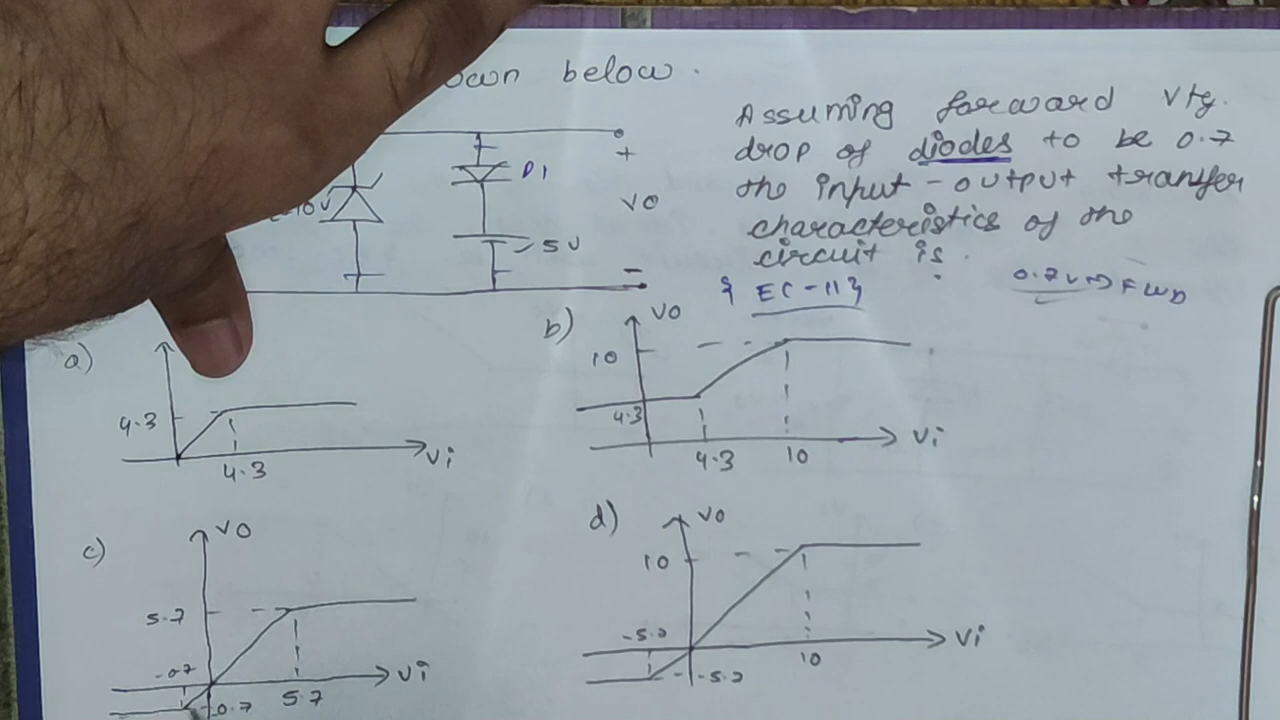 below.
Assuming forward Vtg.
drop of diodes to be 0.7
the input-output transfer
characteristics of the
circuit is.
{ EC-11}
0.7V → FWD
D1
+
VO
10V
5V
-
a)
4.3
4.3
Vi
b)
VO
10
4.3
4.3
10
Vi
c)
VO
5.7
-0.7
-0.7
5.7
Vi
d)
VO
10
-5.7
-5.7
10
Vi